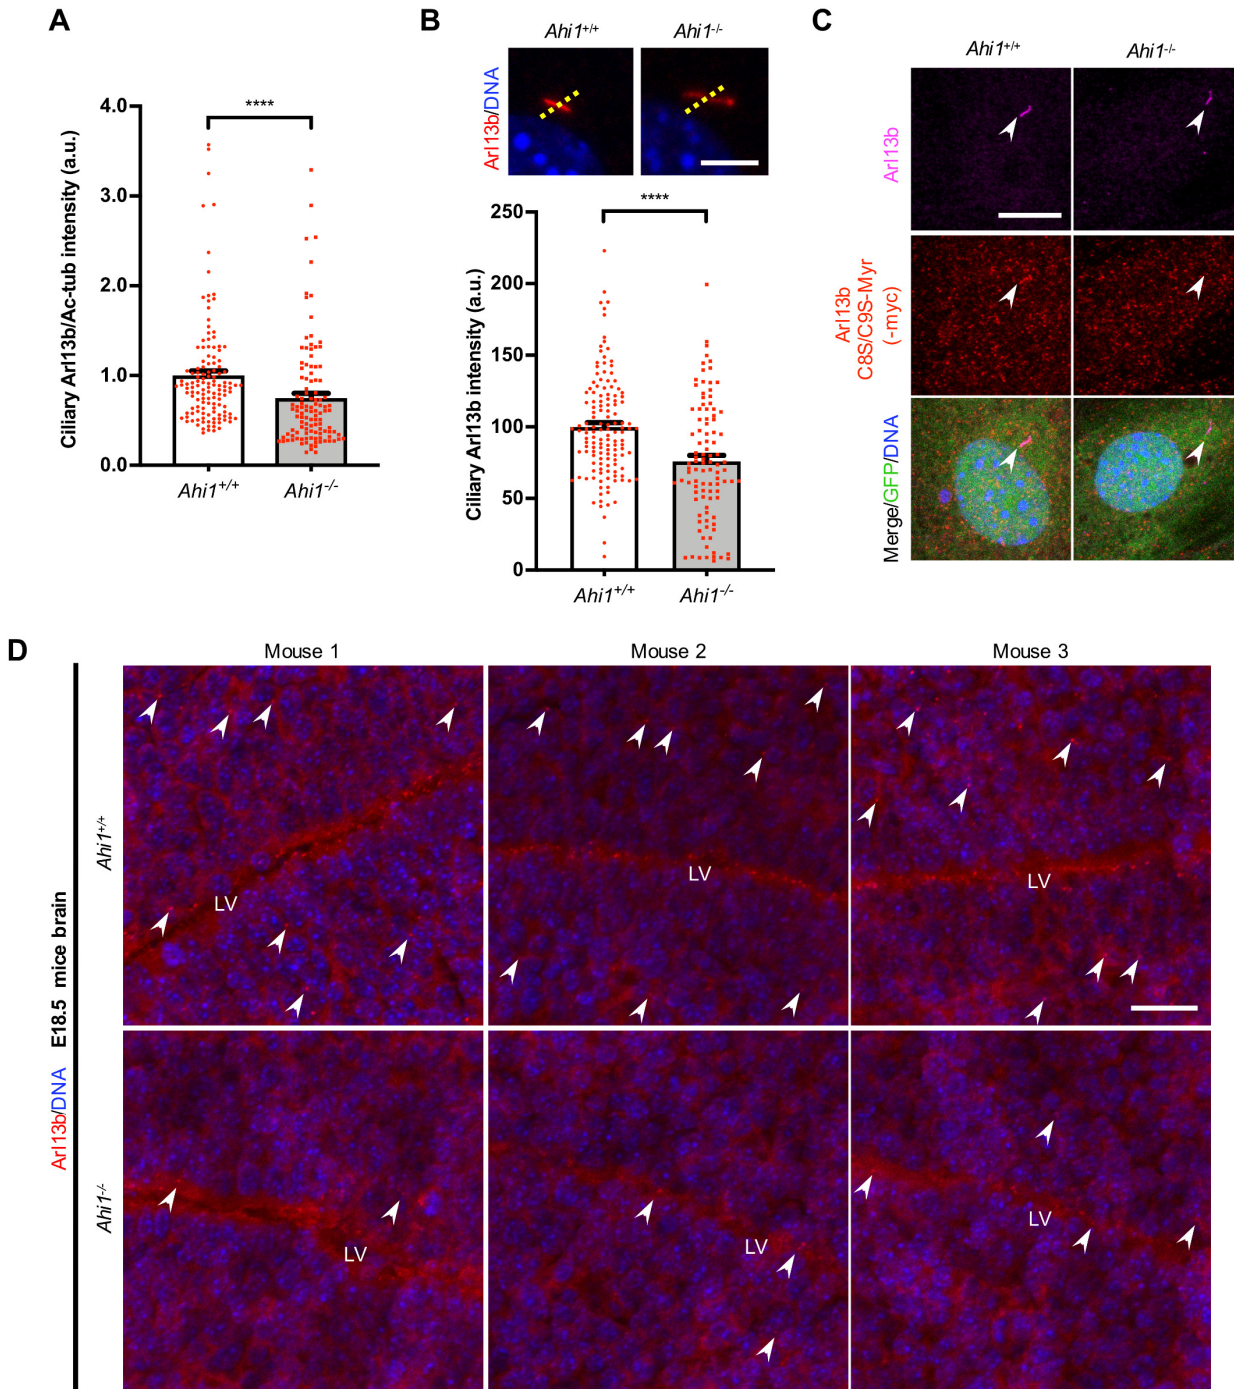 A
Ciliary Arl13b/Ac-tub intensity (a.u.)
4.0
3.0
2.0
1.0
0.0
****
Ahi1+/+
Ahi1-/-
B
Ahi1+/+
Ahi1-/-
Arl13b/DNA
Ciliary Arl13b intensity (a.u.)
250
200
150
100
50
0
****
Ahi1+/+
Ahi1-/-
C
Ahi1+/+
Ahi1-/-
Arl13b
Arl13b
C8S/C9S-Myr
(-myc)
Merge/GFP/DNA
D
Mouse 1
Mouse 2
Mouse 3
Arl13b/DNA E18.5 mice brain
Ahi1+/+
LV
LV
LV
Ahi1-/-
LV
LV
LV